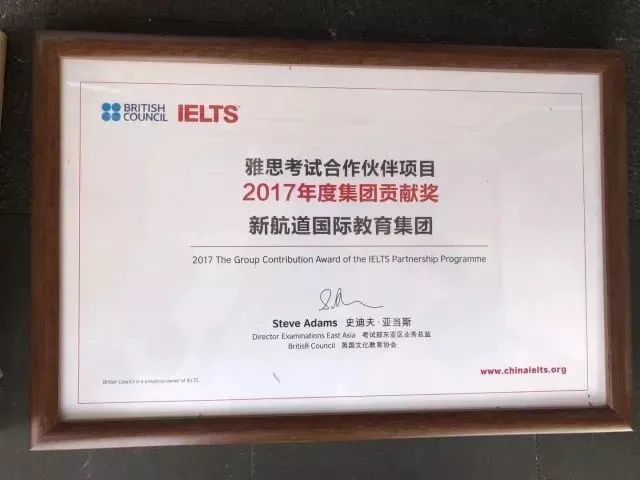 BRITISH
COUNCIL
IELTS™
雅思考试合作伙伴项目
2017年度集团贡献奖
新航道国际教育集团
2017 The Group Contribution Award of the IELTS Partnership Programme
Steve Adams 史迪夫·亚当斯
Director Examinations East Asia 考试部东亚区业务总监
British Council 英国文化教育协会
www.chinaielts.org
British Council is a proud co-owner of IELTS.